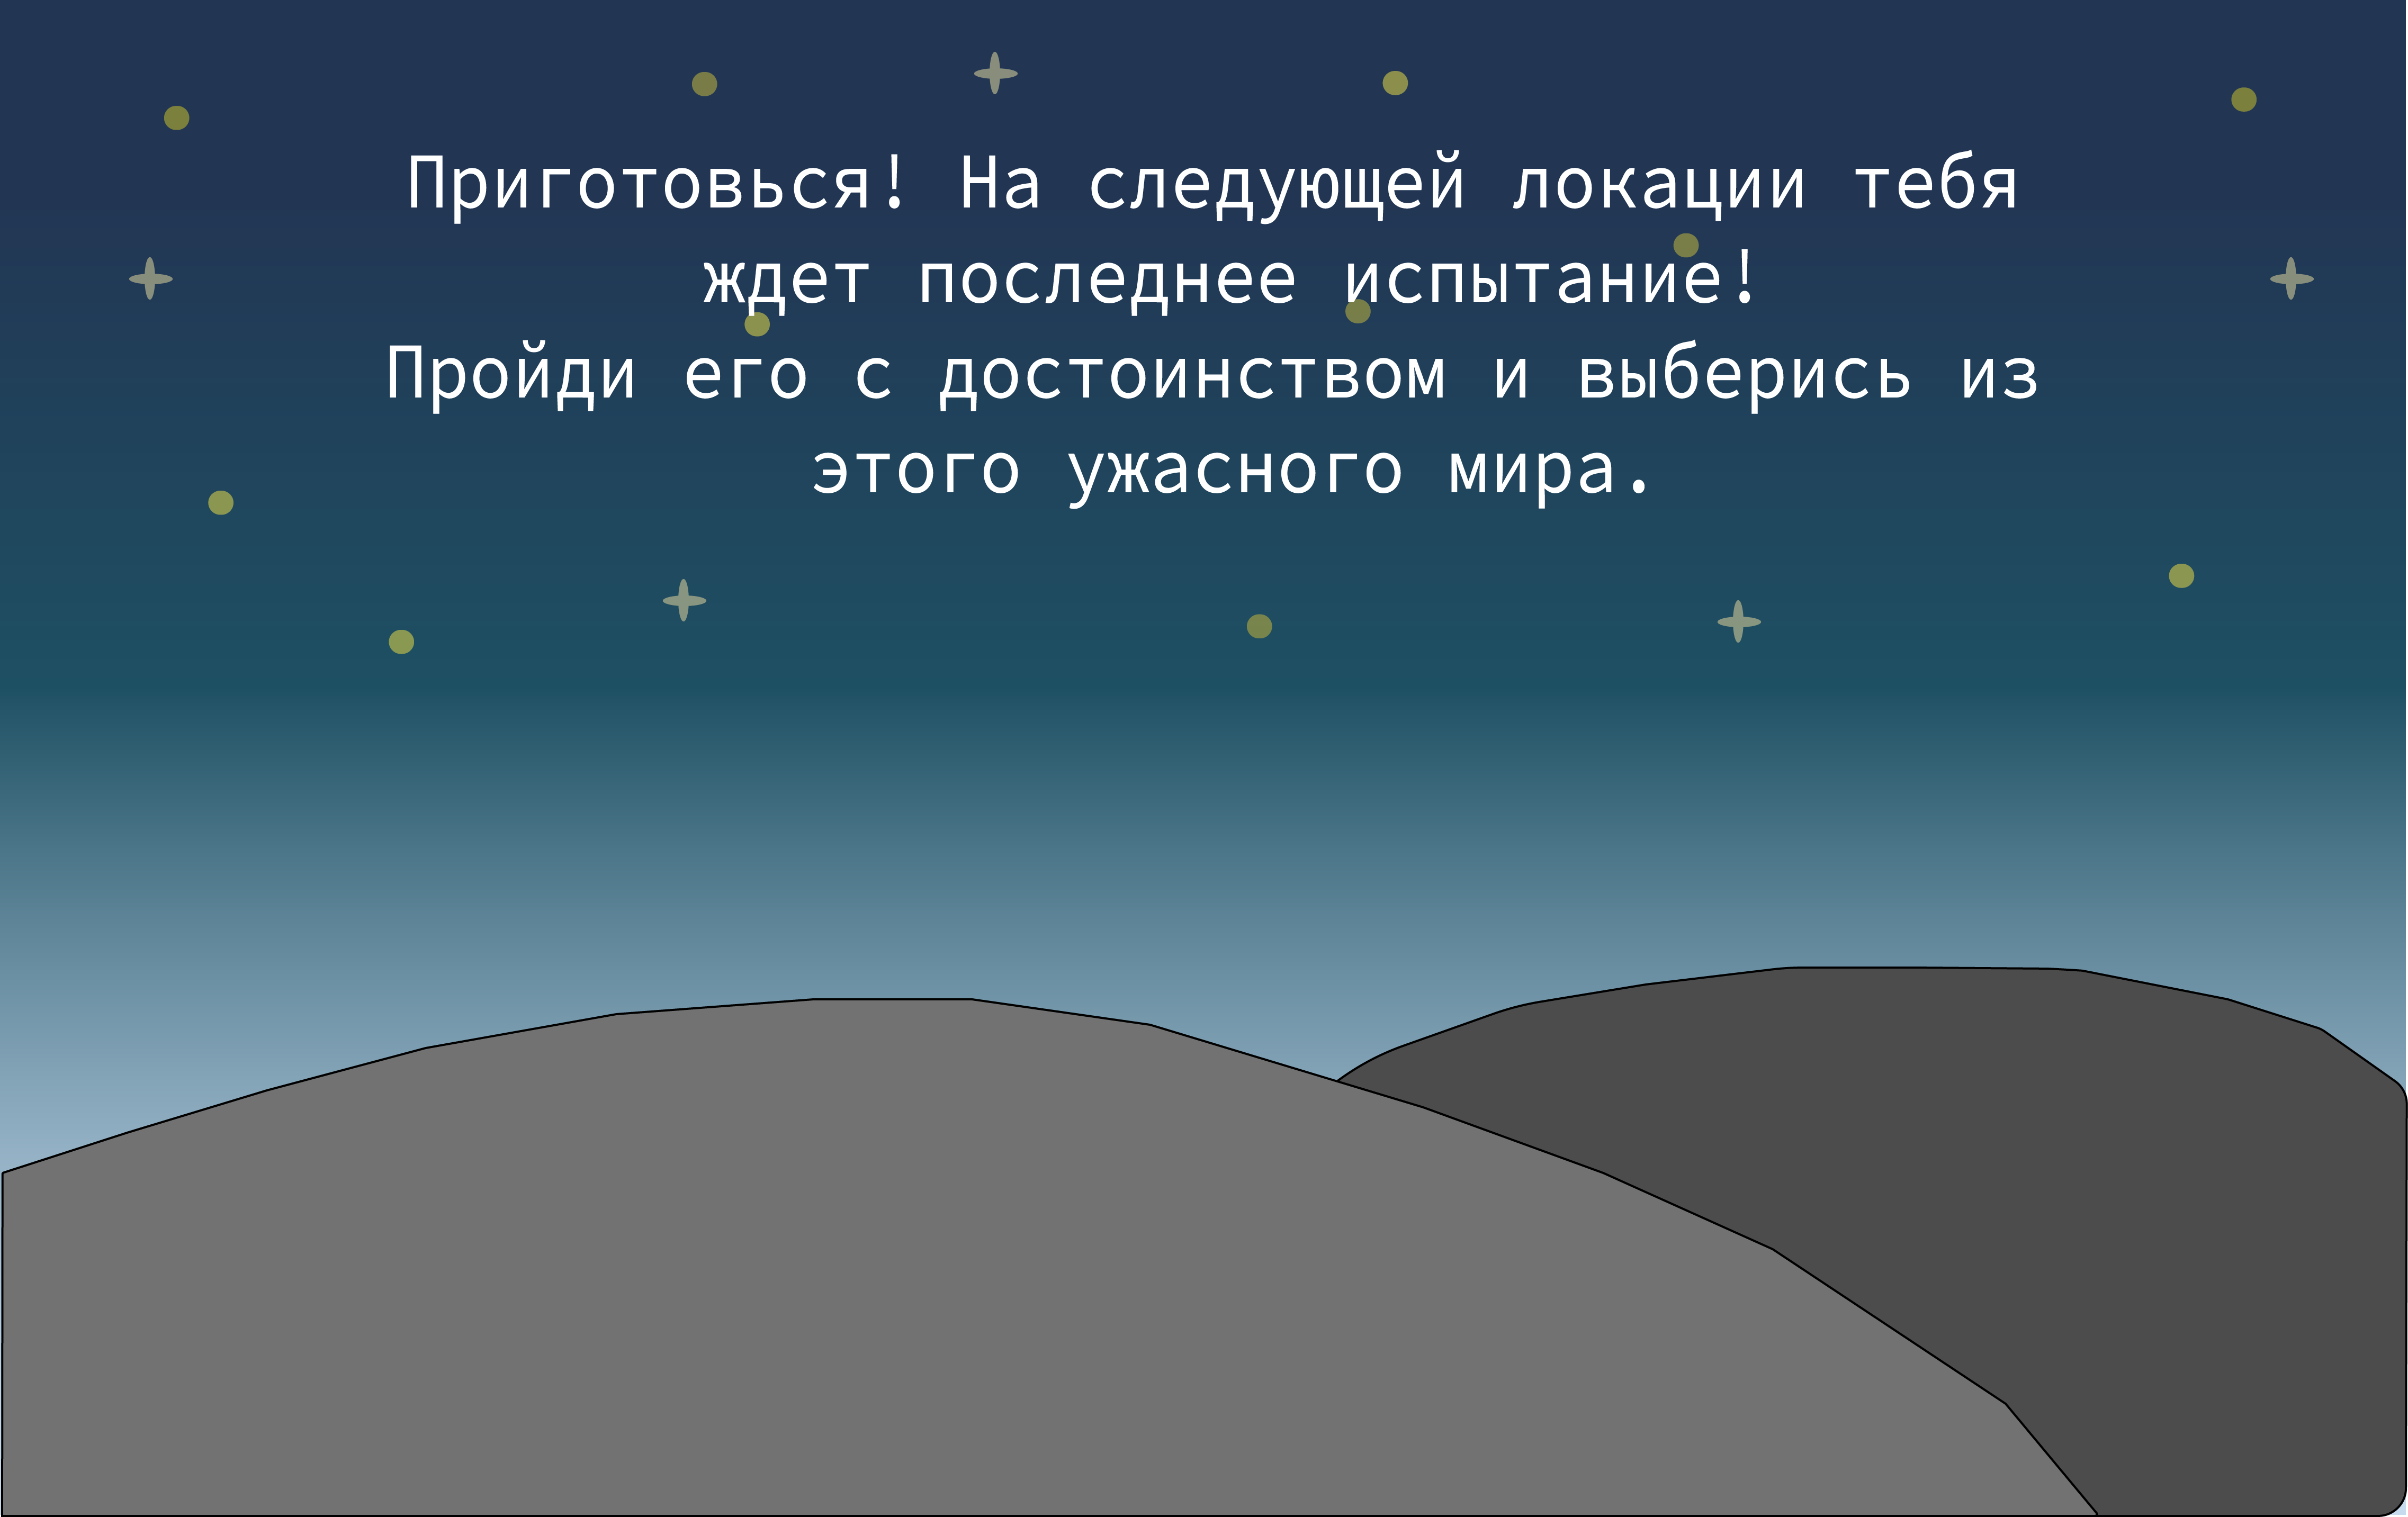 Приготовься! На следующей локации тебя
ждет последнее испытание!
Пройди его с достоинством и выберись из
этого ужасного мира.